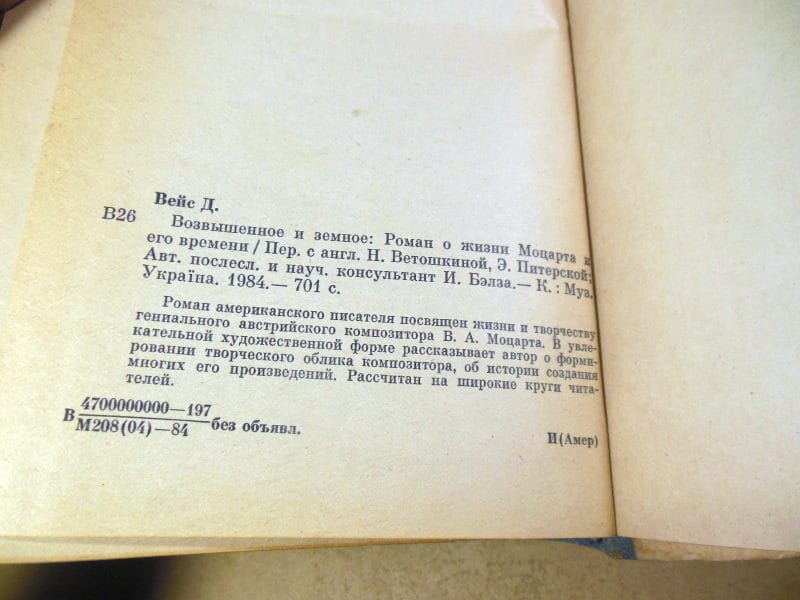 Вейс Д.
В26
Возвышенное и земное: Роман о жизни Моцарта и
его времени / Пер. с англ. Н. Ветошкиной, Э. Питерской;
Авт. послесл. и науч. консультант И. Бэлза.— К. : Муз.
Україна. 1984.— 701 с.
Роман американского писателя посвящен жизни и творчеству
гениального австрийского композитора В. А. Моцарта. В увле-
кательной художественной форме рассказывает автор о форми-
ровании творческого облика композитора, об истории создания
многих его произведений. Рассчитан на широкие круги чита-
телей.
В 4700000000—197 без объявл.
М208(04)—84
И(Амер)